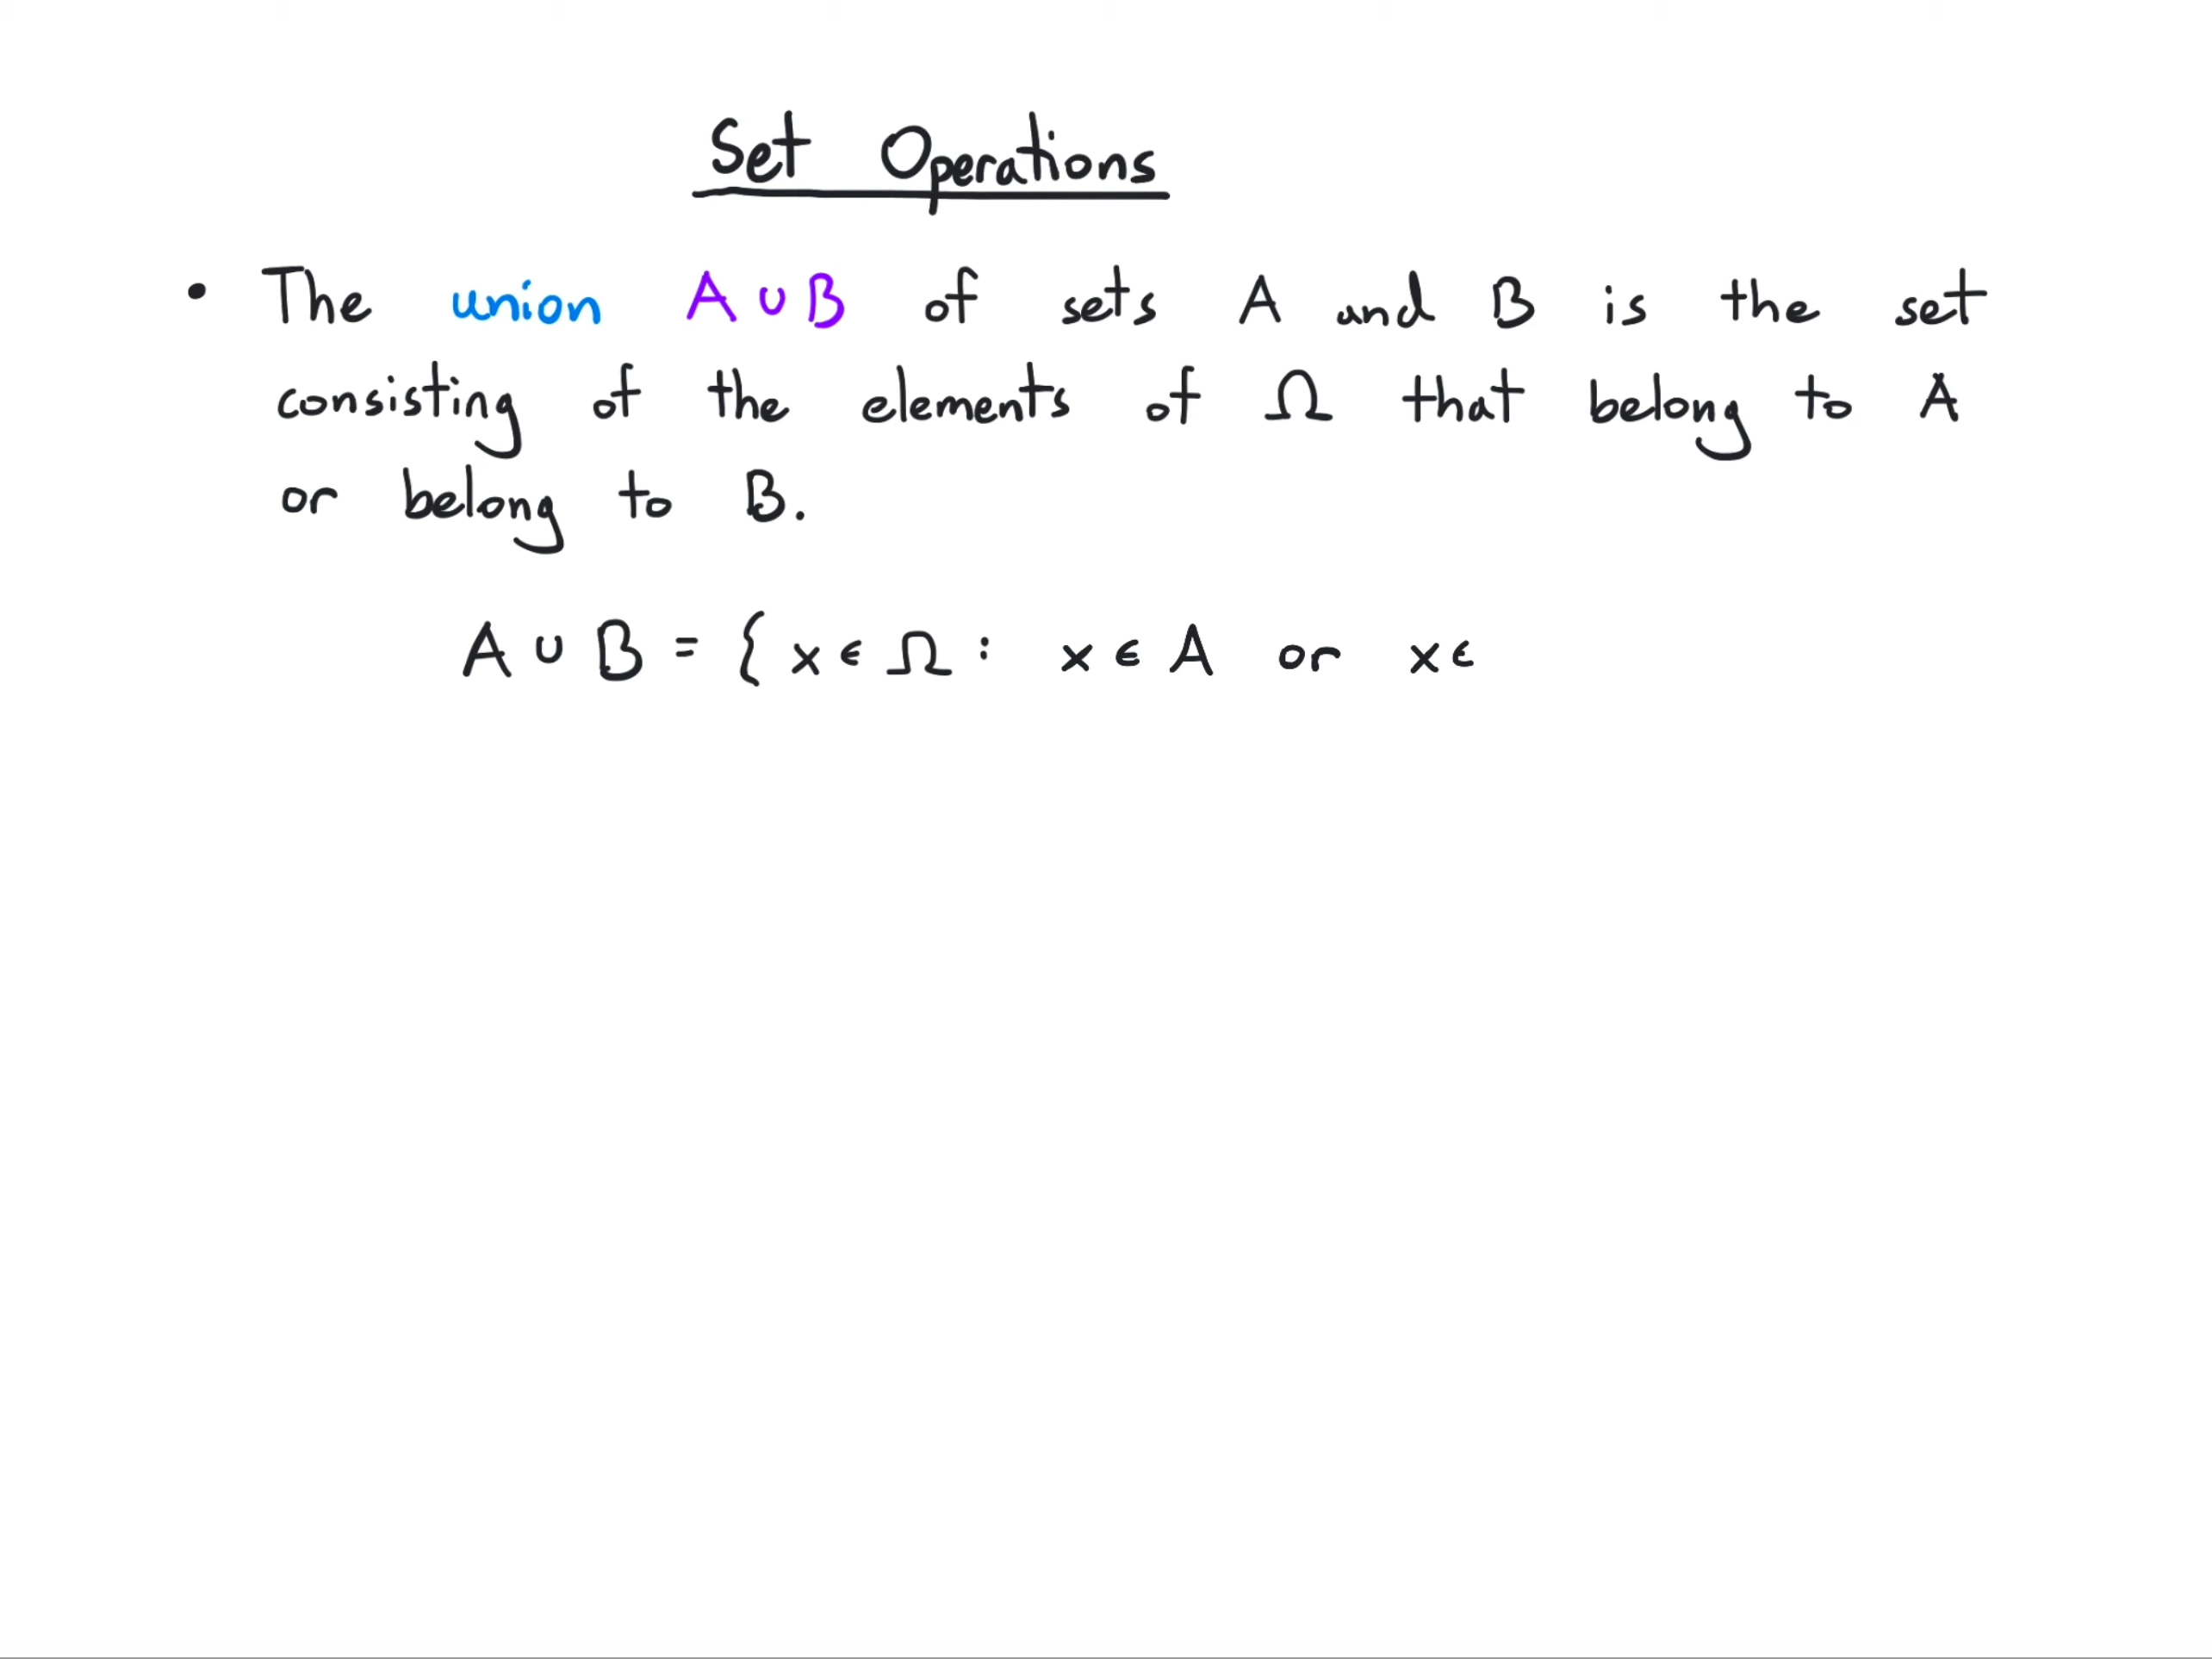 Set Operations
• The union A ∪ B of sets A and B is the set
consisting of the elements of Ω that belong to A
or belong to B.
A ∪ B = { x ∈ Ω : x ∈ A or x ∈